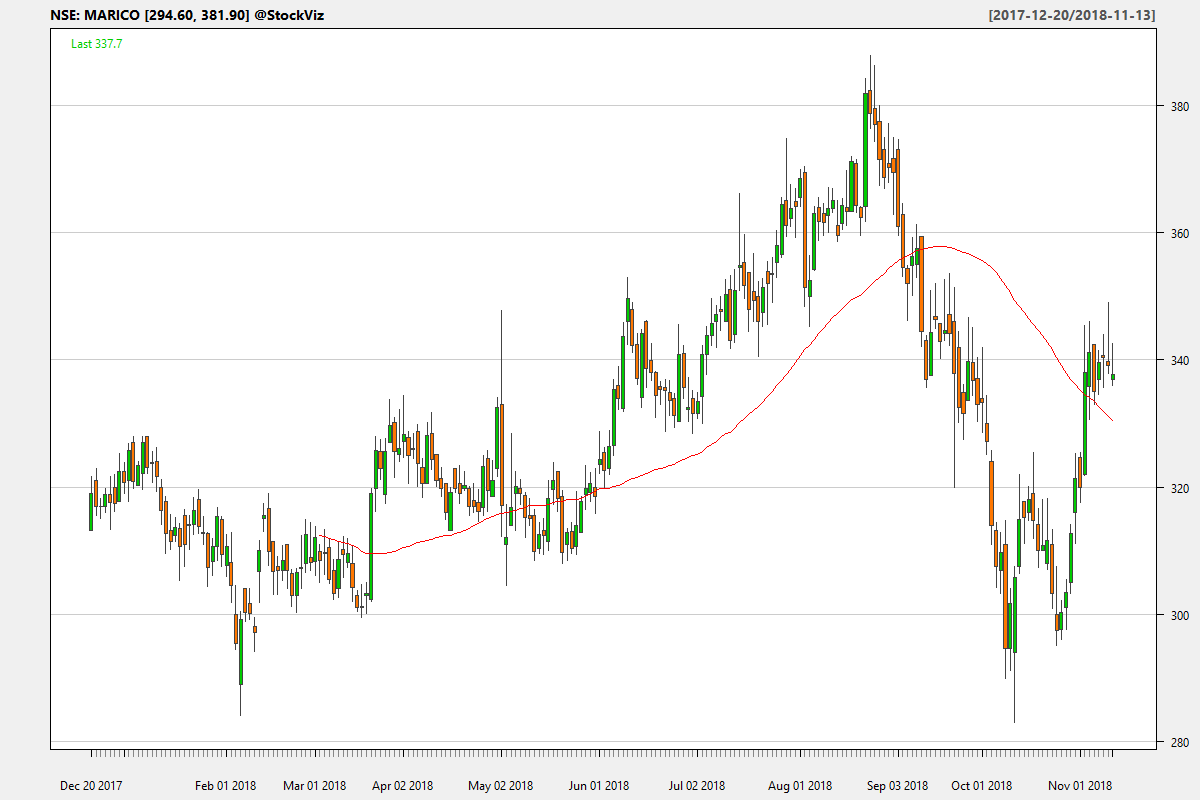 NSE: MARICO [294.60, 381.90] @StockViz
[2017-12-20/2018-11-13]
Last 337.7
380
360
340
320
300
280
Dec 20 2017
Feb 01 2018
Mar 01 2018
Apr 02 2018
May 02 2018
Jun 01 2018
Jul 02 2018
Aug 01 2018
Sep 03 2018
Oct 01 2018
Nov 01 2018